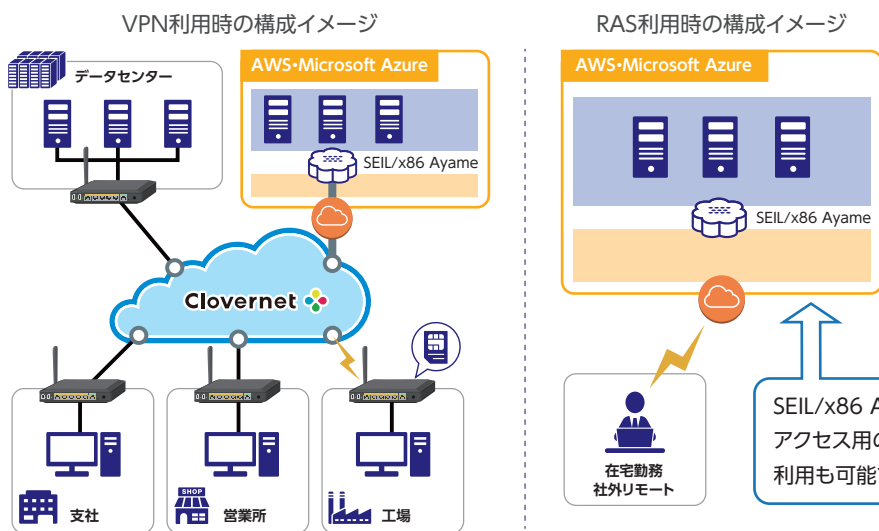 VPN利用時の構成イメージ
データセンター
AWS・Microsoft Azure
SEIL/x86 Ayame
Clovernet
支社
SHOP
営業所
工場
RAS利用時の構成イメージ
AWS・Microsoft Azure
SEIL/x86 Ayame
在宅勤務
社外リモート
SEIL/x86 A
アクセス用の
利用も可能